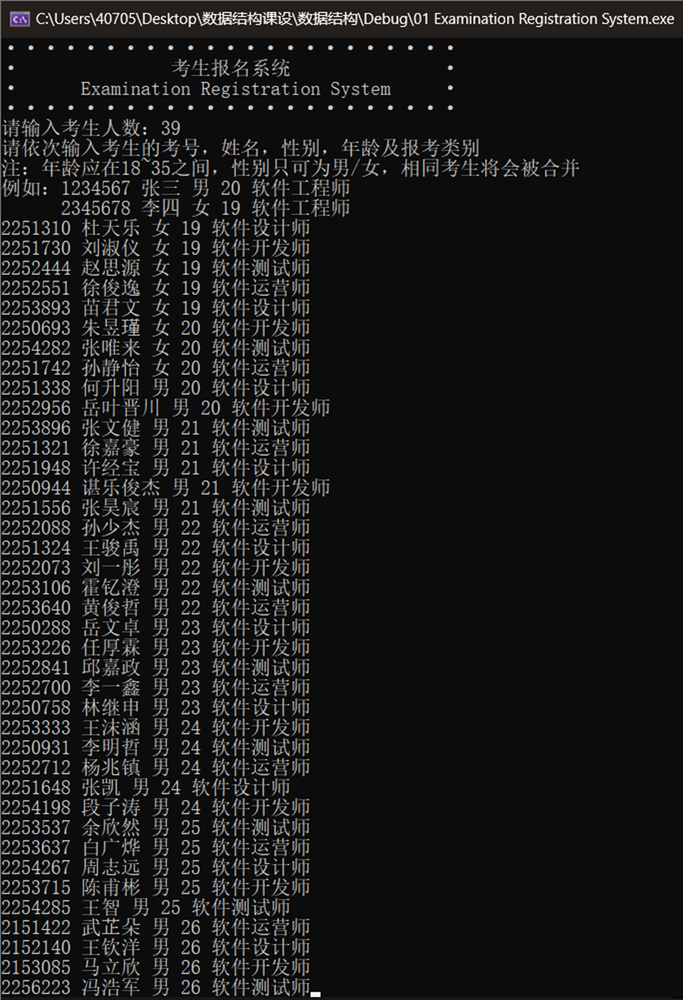 C:\Users\40705\Desktop\数据结构课设\数据结构\Debug\01 Examination Registration System.exe
考生报名系统
Examination Registration System
请输入考生人数：39
请依次输入考生的考号，姓名，性别，年龄及报考类别
注：年龄应在18~35之间，性别只可为男/女，相同考生将会被合并
例如：1234567 张三 男 20 软件工程师
2345678 李四 女 19 软件工程师
2251310 杜天乐 女 19 软件设计师
2251730 刘淑仪 女 19 软件开发师
2252444 赵思源 女 19 软件测试师
2252551 徐俊逸 女 19 软件运营师
2253893 苗君文 女 19 软件设计师
2250693 朱昱瑾 女 20 软件开发师
2254282 张唯来 女 20 软件测试师
2251742 孙静怡 女 20 软件运营师
2251338 何升阳 男 20 软件设计师
2252956 岳叶晋川 男 20 软件开发师
2253896 张文健 男 21 软件测试师
2251321 徐嘉豪 男 21 软件运营师
2251948 许经宝 男 21 软件设计师
2250944 谌乐俊杰 男 21 软件开发师
2251556 张昊宸 男 21 软件测试师
2252088 孙少杰 男 22 软件运营师
2251324 王骏禹 男 22 软件设计师
2252073 刘一彤 男 22 软件开发师
2253106 霍钇澄 男 22 软件测试师
2253640 黄俊哲 男 22 软件运营师
2250288 岳文卓 男 23 软件设计师
2253226 任厚霖 男 23 软件开发师
2252841 邱嘉政 男 23 软件测试师
2252700 李一鑫 男 23 软件运营师
2250758 林继申 男 23 软件设计师
2253333 王沫涵 男 24 软件开发师
2250931 李明哲 男 24 软件测试师
2252712 杨兆镇 男 24 软件运营师
2251648 张凯 男 24 软件设计师
2254198 段子涛 男 24 软件开发师
2253537 余欣然 男 25 软件测试师
2253637 白广烨 男 25 软件运营师
2254267 周志远 男 25 软件设计师
2253715 陈甫彬 男 25 软件开发师
2254285 王智 男 25 软件测试师
2151422 武芷朵 男 26 软件运营师
2152140 王钦洋 男 26 软件设计师
2153085 马立欣 男 26 软件开发师
2256223 冯浩军 男 26 软件测试师